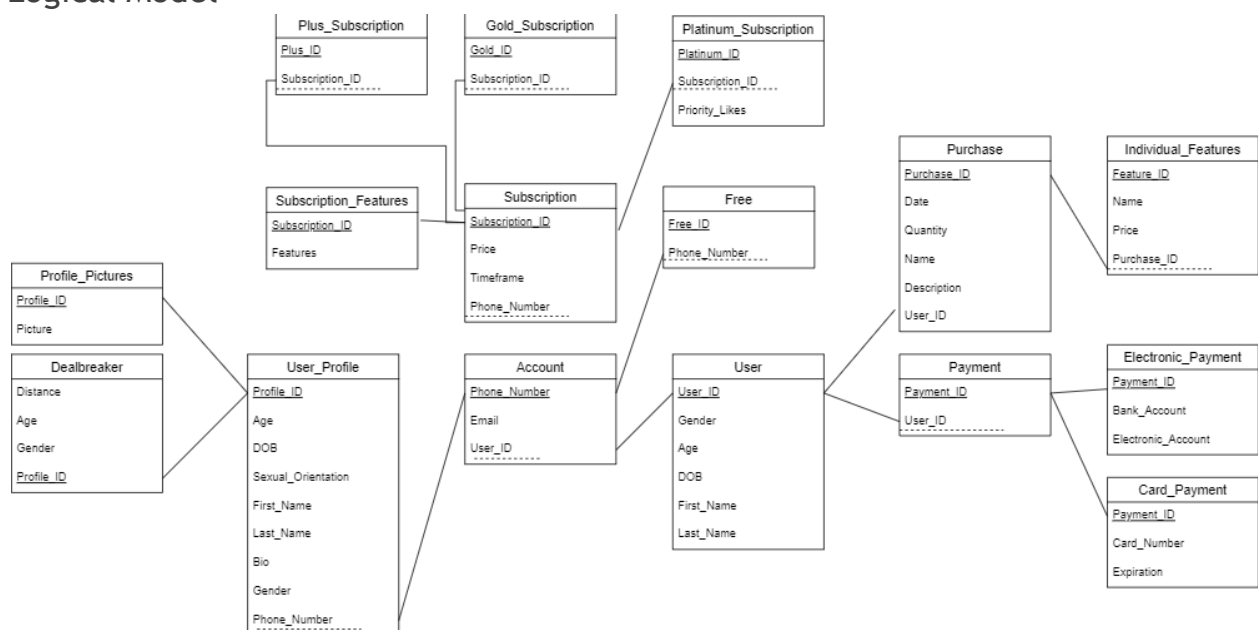 Logical Model
Plus_Subscription
Plus_ID
Subscription_ID
Gold_Subscription
Gold_ID
Subscription_ID
Platinum_Subscription
Platinum_ID
Subscription_ID
Priority_Likes
Purchase
Purchase_ID
Date
Quantity
Name
Description
User_ID
Individual_Features
Feature_ID
Name
Price
Purchase_ID
Subscription_Features
Subscription_ID
Features
Subscription
Subscription_ID
Price
Timeframe
Phone_Number
Free
Free_ID
Phone_Number
Profile_Pictures
Profile_ID
Picture
Dealbreaker
Distance
Age
Gender
Profile_ID
User_Profile
Profile_ID
Age
DOB
Sexual_Orientation
First_Name
Last_Name
Bio
Gender
Phone_Number
Account
Phone_Number
Email
User_ID
User
User_ID
Gender
Age
DOB
First_Name
Last_Name
Payment
Payment_ID
User_ID
Electronic_Payment
Payment_ID
Bank_Account
Electronic_Account
Card_Payment
Payment_ID
Card_Number
Expiration